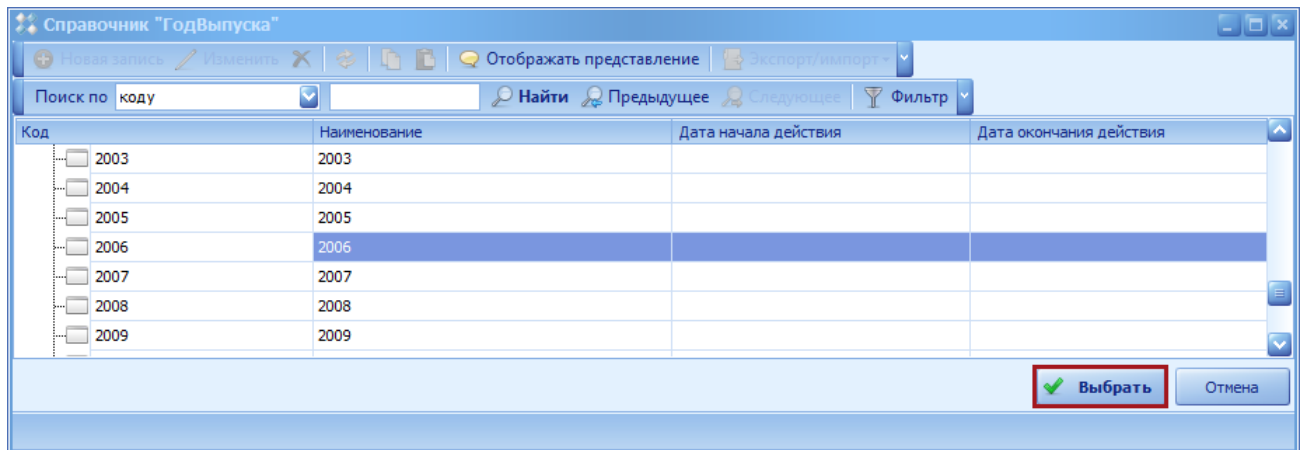 Справочник "ГодВыпуска"
Новая запись Изменить Отображать представление Экспорт/импорт
Поиск по коду Найти Предыдущее Следующее Фильтр
Код Наименование Дата начала действия Дата окончания действия
2003 2003
2004 2004
2005 2005
2006 2006
2007 2007
2008 2008
2009 2009
Выбрать Отмена